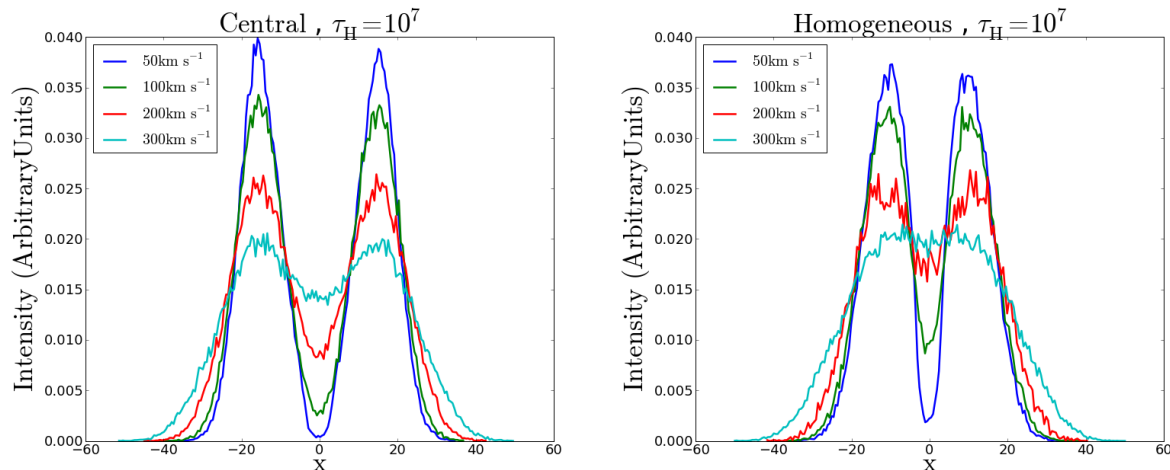 Central , τ_H=10^7
Intensity (ArbitraryUnits)
0.040
0.035
0.030
0.025
0.020
0.015
0.010
0.005
0.000
50km s⁻¹
100km s⁻¹
200km s⁻¹
300km s⁻¹
−60 −40 −20 0 20 40 60
x
Homogeneous , τ_H=10^7
Intensity (ArbitraryUnits)
0.040
0.035
0.030
0.025
0.020
0.015
0.010
0.005
0.000
50km s⁻¹
100km s⁻¹
200km s⁻¹
300km s⁻¹
−60 −40 −20 0 20 40 60
x